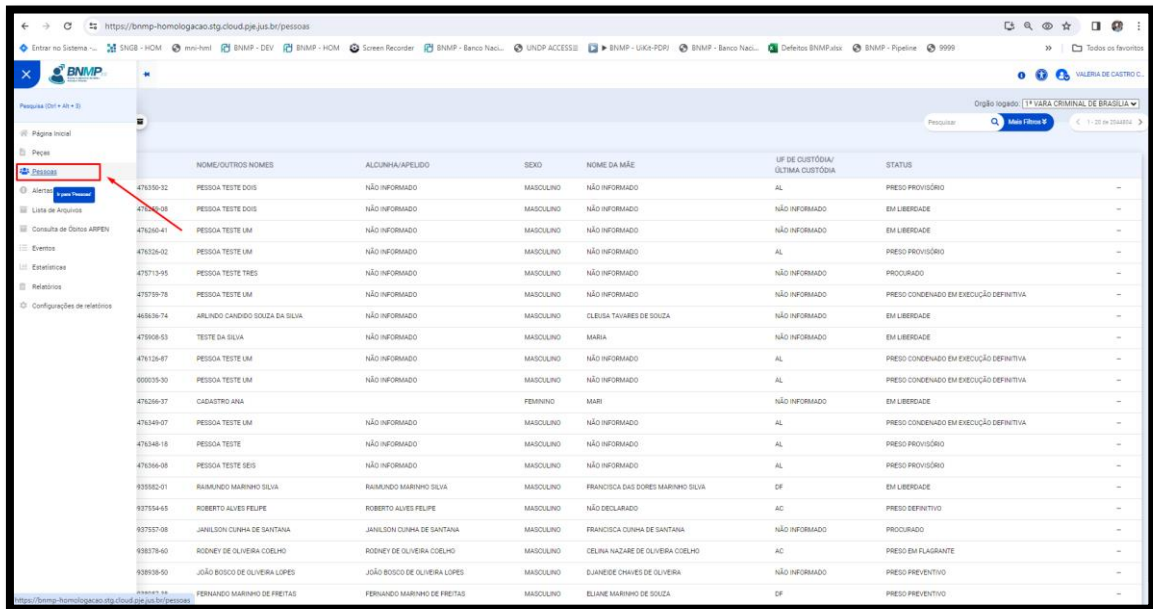 https://bnmp-homologacao.stg.cloud.pje.jus.br/pessoas
Entrar no Sistema -... SNGB - HOM mni-hml BNMP - DEV BNMP - HOM Screen Recorder BNMP - Banco Naci... UNDP ACCESS BNMP - UiKit-PDPJ BNMP - Banco Naci... Defeitos BNMP.xlsx BNMP - Pipeline 9999 » Todos os favoritos
BNMP VALERIA DE CASTRO C...
Pesquisa (Ctrl + Alt + S) Orgão logado: 1ª VARA CRIMINAL DE BRASILIA
Pesquisar Mais Filtros 1 - 20 de
Página Inicial
Peças
Pessoas
Alertas
Ir para 'Pessoas'
Lista de Arquivos
Consulta de Óbitos ARPEN
Eventos
Estatísticas
Relatórios
Configurações de relatórios
NOME/OUTROS NOMES ALCUNHA/APELIDO SEXO NOME DA MÃE UF DE CUSTÓDIA/ ÚLTIMA CUSTÓDIA STATUS
476350-32 PESSOA TESTE DOIS NÃO INFORMADO MASCULINO NÃO INFORMADO AL PRESO PROVISÓRIO --
PESSOA TESTE DOIS NÃO INFORMADO MASCULINO NÃO INFORMADO NÃO INFORMADO EM LIBERDADE --
476260-41 PESSOA TESTE UM NÃO INFORMADO MASCULINO NÃO INFORMADO NÃO INFORMADO EM LIBERDADE --
476326-02 PESSOA TESTE UM NÃO INFORMADO MASCULINO NÃO INFORMADO AL PRESO PROVISÓRIO --
475713-95 PESSOA TESTE TRES NÃO INFORMADO MASCULINO NÃO INFORMADO NÃO INFORMADO PROCURADO --
475759-78 PESSOA TESTE UM NÃO INFORMADO MASCULINO NÃO INFORMADO NÃO INFORMADO PRESO CONDENADO EM EXECUÇÃO DEFINITIVA --
465636-74 ARLINDO CANDIDO SOUZA DA SILVA NÃO INFORMADO MASCULINO CLEUSA TAVARES DE SOUZA NÃO INFORMADO EM LIBERDADE --
475908-53 TESTE DA SILVA NÃO INFORMADO MASCULINO MARIA NÃO INFORMADO EM LIBERDADE --
476126-87 PESSOA TESTE UM NÃO INFORMADO MASCULINO NÃO INFORMADO AL PRESO CONDENADO EM EXECUÇÃO DEFINITIVA --
000035-30 PESSOA TESTE UM NÃO INFORMADO MASCULINO NÃO INFORMADO AL PRESO CONDENADO EM EXECUÇÃO DEFINITIVA --
476266-37 CADASTRO ANA FEMININO MARI NÃO INFORMADO EM LIBERDADE --
476349-07 PESSOA TESTE UM NÃO INFORMADO MASCULINO NÃO INFORMADO AL PRESO CONDENADO EM EXECUÇÃO DEFINITIVA --
476348-18 PESSOA TESTE NÃO INFORMADO MASCULINO NÃO INFORMADO AL PRESO PROVISÓRIO --
476366-08 PESSOA TESTE SEIS NÃO INFORMADO MASCULINO NÃO INFORMADO AL PRESO PROVISÓRIO --
935582-01 RAIMUNDO MARINHO SILVA RAIMUNDO MARINHO SILVA MASCULINO FRANCISCA DAS DORES MARINHO SILVA DF EM LIBERDADE --
937554-65 ROBERTO ALVES FELIPE ROBERTO ALVES FELIPE MASCULINO NÃO DECLARADO AC PRESO DEFINITIVO --
937557-08 JANILSON CUNHA DE SANTANA JANILSON CUNHA DE SANTANA MASCULINO FRANCISCA CUNHA DE SANTANA NÃO INFORMADO PROCURADO --
938378-60 RODNEY DE OLIVEIRA COELHO RODNEY DE OLIVEIRA COELHO MASCULINO CELINA NAZARE DE OLIVEIRA COELHO AC PRESO EM FLAGRANTE --
938938-50 JOÃO BOSCO DE OLIVEIRA LOPES JOÃO BOSCO DE OLIVEIRA LOPES MASCULINO DJANEIDE CHAVES DE OLIVEIRA NÃO INFORMADO PRESO PREVENTIVO --
FERNANDO MARINHO DE FREITAS FERNANDO MARINHO DE FREITAS MASCULINO ELIANE MARINHO DE SOUZA DF PRESO PREVENTIVO --
https://bnmp-homologacao.stg.cloud.pje.jus.br/pessoas